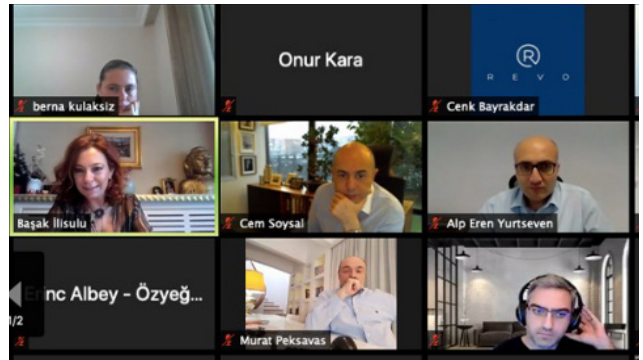 Onur Kara
R
REVO
berna kulaksiz
Cenk Bayrakdar
Başak İlisulu
Cem Soysal
Alp Eren Yurtseven
Erinc Albey - Özyeğ...
1/2
Murat Peksavas